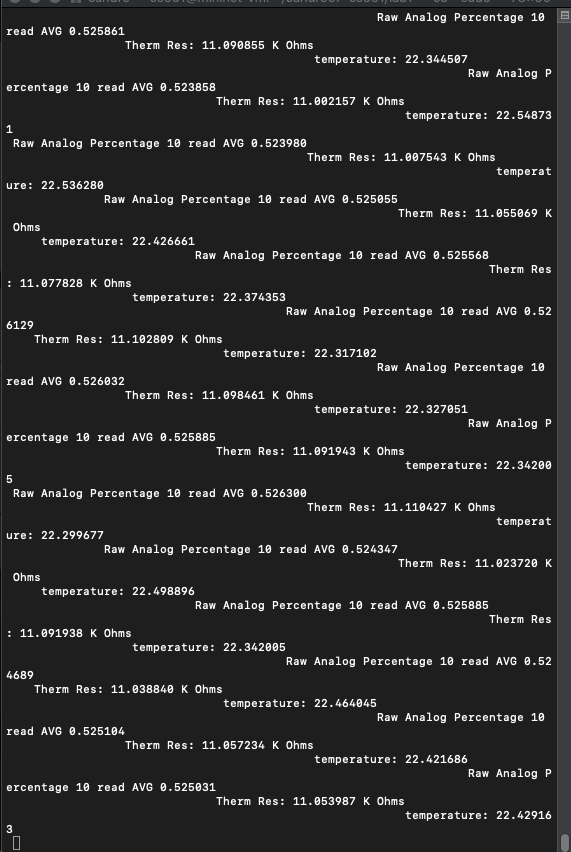 Raw Analog Percentage 10
read AVG 0.525861
Therm Res: 11.090855 K Ohms
temperature: 22.344507
Raw Analog P
ercentage 10 read AVG 0.523858
Therm Res: 11.002157 K Ohms
temperature: 22.54873
1
Raw Analog Percentage 10 read AVG 0.523980
Therm Res: 11.007543 K Ohms
temperat
ure: 22.536280
Raw Analog Percentage 10 read AVG 0.525055
Therm Res: 11.055069 K
Ohms
temperature: 22.426661
Raw Analog Percentage 10 read AVG 0.525568
Therm Res
: 11.077828 K Ohms
temperature: 22.374353
Raw Analog Percentage 10 read AVG 0.52
6129
Therm Res: 11.102809 K Ohms
temperature: 22.317102
Raw Analog Percentage 10
read AVG 0.526032
Therm Res: 11.098461 K Ohms
temperature: 22.327051
Raw Analog P
ercentage 10 read AVG 0.525885
Therm Res: 11.091943 K Ohms
temperature: 22.34200
5
Raw Analog Percentage 10 read AVG 0.526300
Therm Res: 11.110427 K Ohms
temperat
ure: 22.299677
Raw Analog Percentage 10 read AVG 0.524347
Therm Res: 11.023720 K
Ohms
temperature: 22.498896
Raw Analog Percentage 10 read AVG 0.525885
Therm Res
: 11.091938 K Ohms
temperature: 22.342005
Raw Analog Percentage 10 read AVG 0.52
4689
Therm Res: 11.038840 K Ohms
temperature: 22.464045
Raw Analog Percentage 10
read AVG 0.525104
Therm Res: 11.057234 K Ohms
temperature: 22.421686
Raw Analog P
ercentage 10 read AVG 0.525031
Therm Res: 11.053987 K Ohms
temperature: 22.42916
3